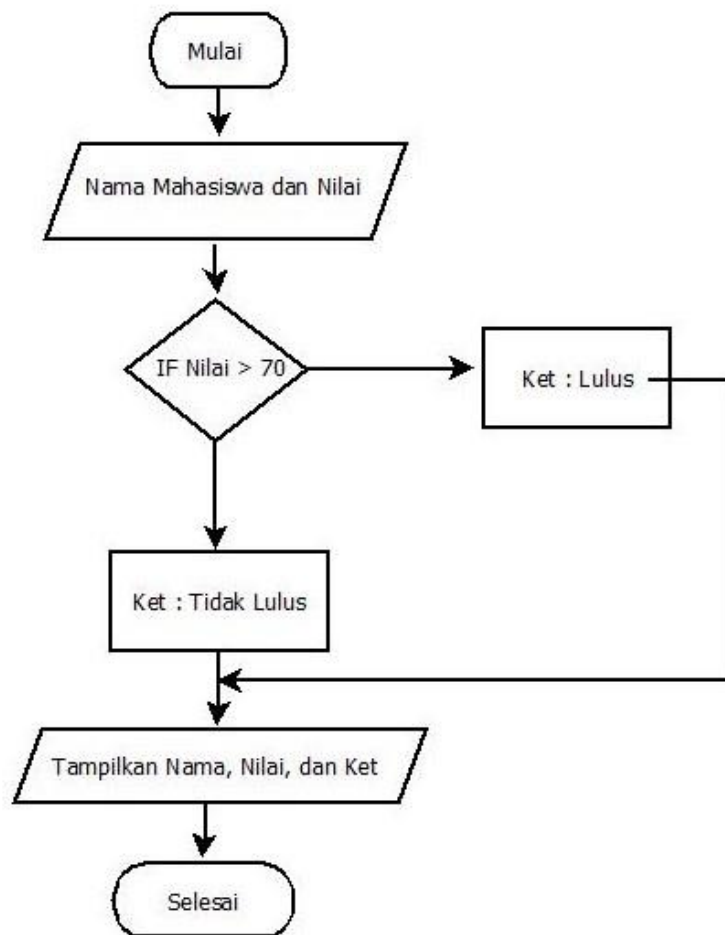 Mulai
Nama Mahasiswa dan Nilai
IF Nilai > 70
Ket : Lulus
Ket : Tidak Lulus
Tampilkan Nama, Nilai, dan Ket
Selesai